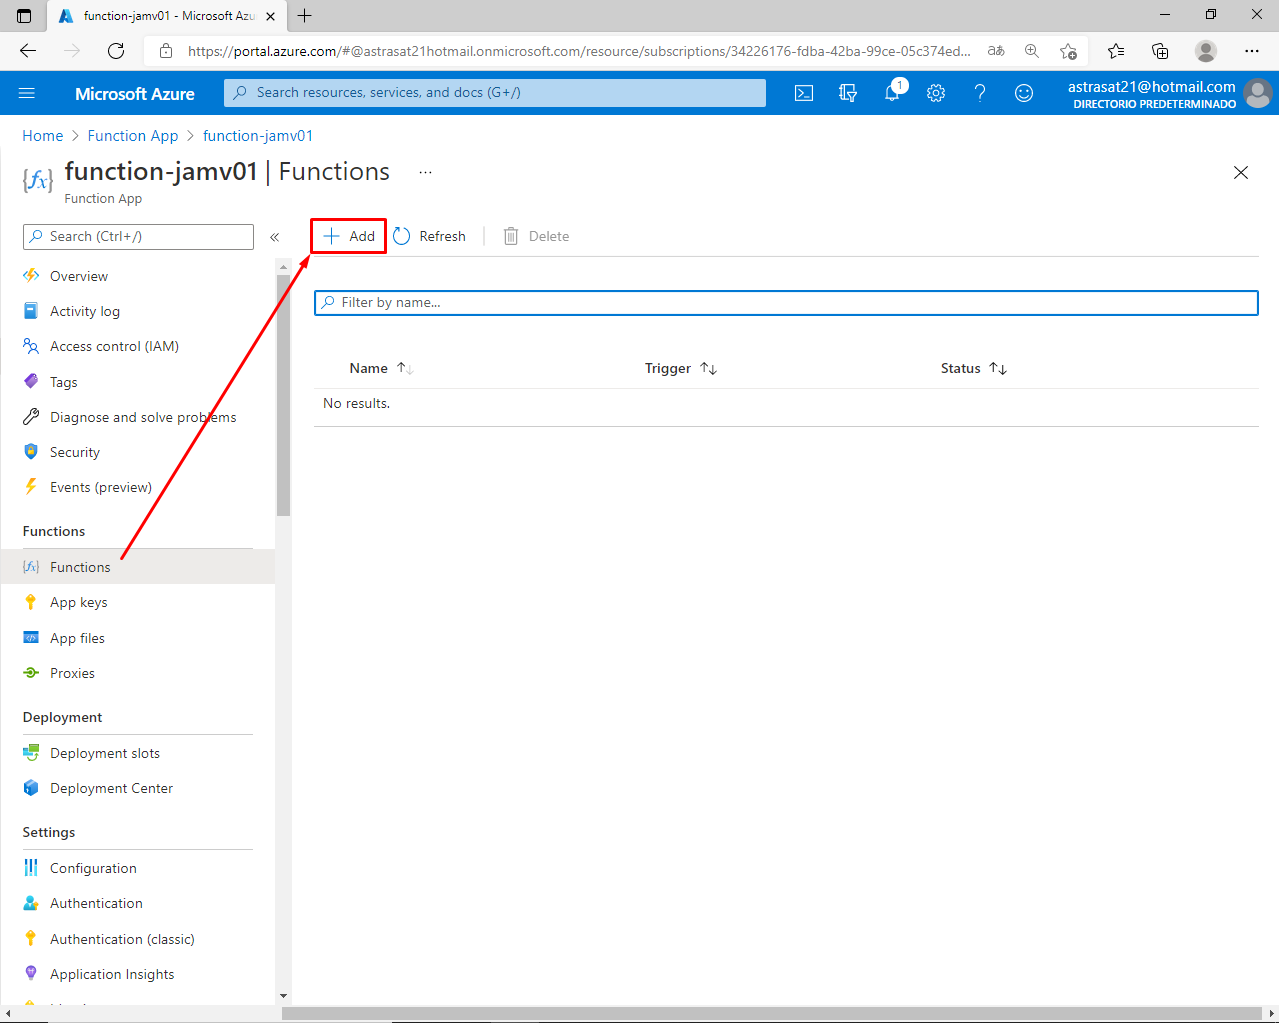 function-jamv01 - Microsoft Azu
https://portal.azure.com/#@astrasat21hotmail.onmicrosoft.com/resource/subscriptions/34226176-fdba-42ba-99ce-05c374ed...
aあ
Microsoft Azure
Search resources, services, and docs (G+/)
1
astrasat21@hotmail.com
DIRECTORIO PREDETERMINADO
Home > Function App > function-jamv01
{fx}
function-jamv01 | Functions ...
Function App
Search (Ctrl+/)
«
Add
Refresh
Delete
Overview
Activity log
Access control (IAM)
Tags
Diagnose and solve problems
Security
Events (preview)
Functions
{fx} Functions
App keys
App files
Proxies
Deployment
Deployment slots
Deployment Center
Settings
Configuration
Authentication
Authentication (classic)
Application Insights
Filter by name...
Name
Trigger
Status
No results.